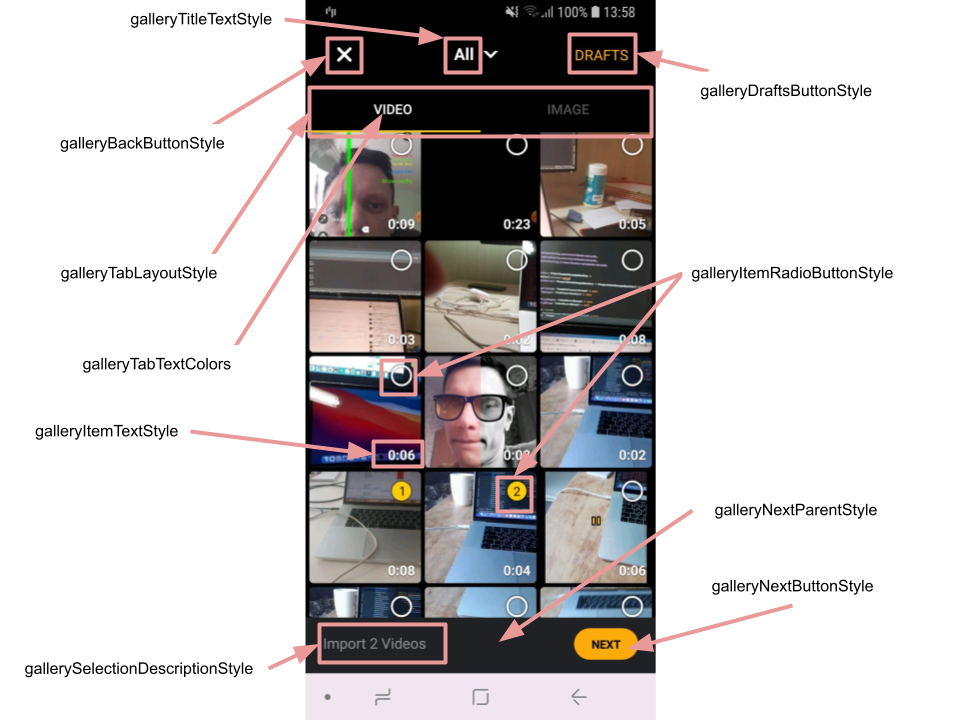 galleryTitleTextStyle
100% 13:58
All
DRAFTS
galleryDraftsButtonStyle
VIDEO
IMAGE
galleryBackButtonStyle
0:09
0:23
0:05
galleryTabLayoutStyle
galleryItemRadioButtonStyle
0:03
0:02
0:08
galleryTabTextColors
galleryItemTextStyle
0:06
0:02
1
2
galleryNextParentStyle
0:08
0:04
0:06
galleryNextButtonStyle
Import 2 Videos
NEXT
gallerySelectionDescriptionStyle